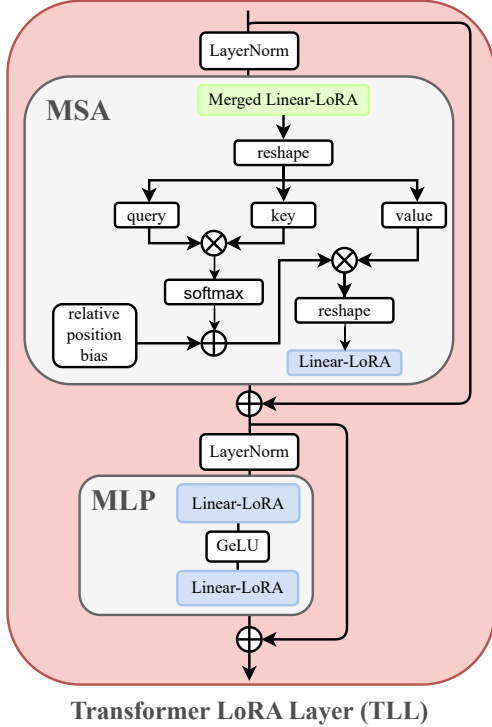 LayerNorm
MSA
Merged Linear-LoRA
reshape
query
key
value
softmax
relative
position
bias
reshape
Linear-LoRA
LayerNorm
MLP
Linear-LoRA
GeLU
Linear-LoRA
Transformer LoRA Layer (TLL)